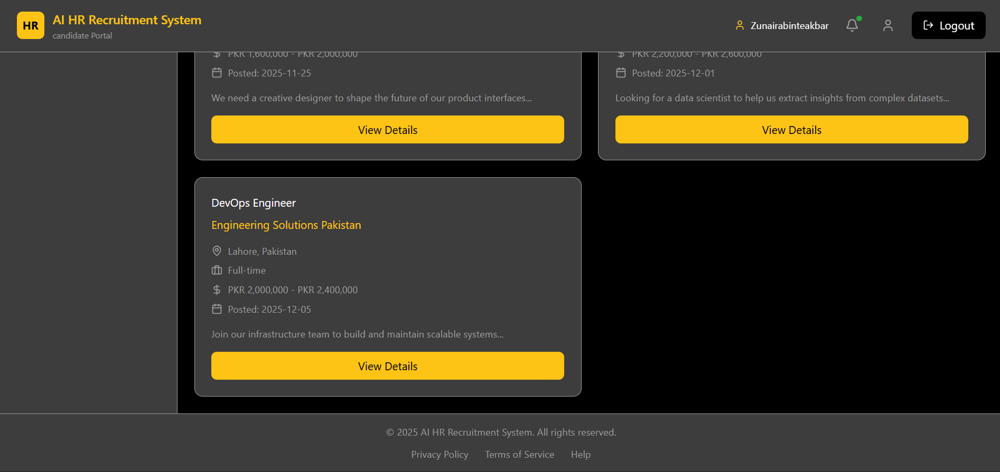 HR
AI HR Recruitment System
candidate Portal
Zunairabinteakbar
Logout
PKR 1,600,000 - PKR 2,000,000
Posted: 2025-11-25
We need a creative designer to shape the future of our product interfaces...
View Details
PKR 2,200,000 - PKR 2,600,000
Posted: 2025-12-01
Looking for a data scientist to help us extract insights from complex datasets...
View Details
DevOps Engineer
Engineering Solutions Pakistan
Lahore, Pakistan
Full-time
PKR 2,000,000 - PKR 2,400,000
Posted: 2025-12-05
Join our infrastructure team to build and maintain scalable systems...
View Details
© 2025 AI HR Recruitment System. All rights reserved.
Privacy Policy Terms of Service Help